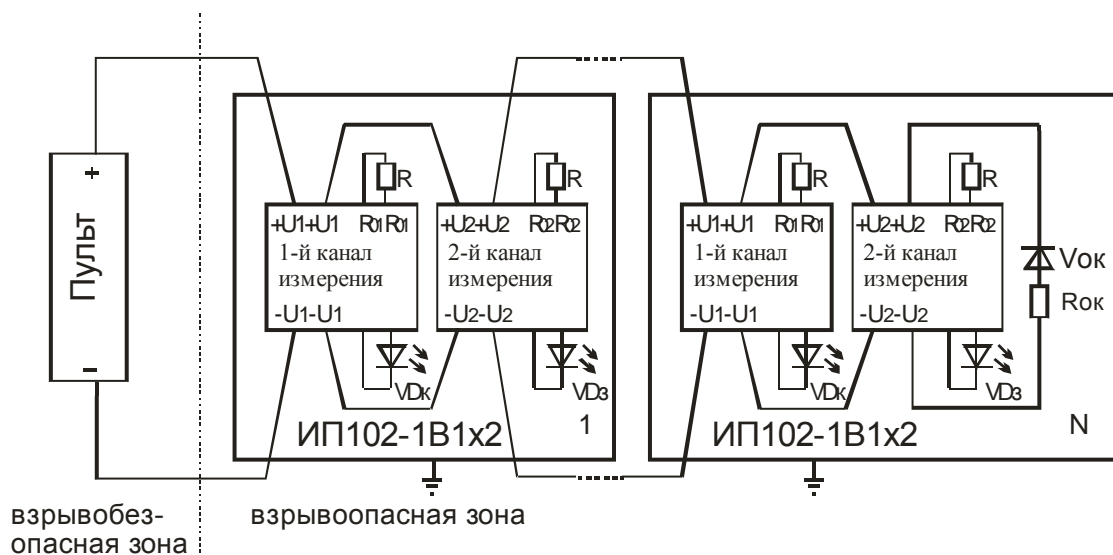 Пульт
+
−
+U1+U1 R01R01
1-й канал
измерения
-U1-U1
R
VDк
+U2+U2 R02R02
2-й канал
измерения
-U2-U2
R
VDз
ИП102-1В1х2
1
+U1+U1 R01R01
1-й канал
измерения
-U1-U1
R
VDк
+U2+U2 R02R02
2-й канал
измерения
-U2-U2
R
VDз
Vок
Rок
ИП102-1В1х2
N
взрывобез-
опасная зона
взрывоопасная зона